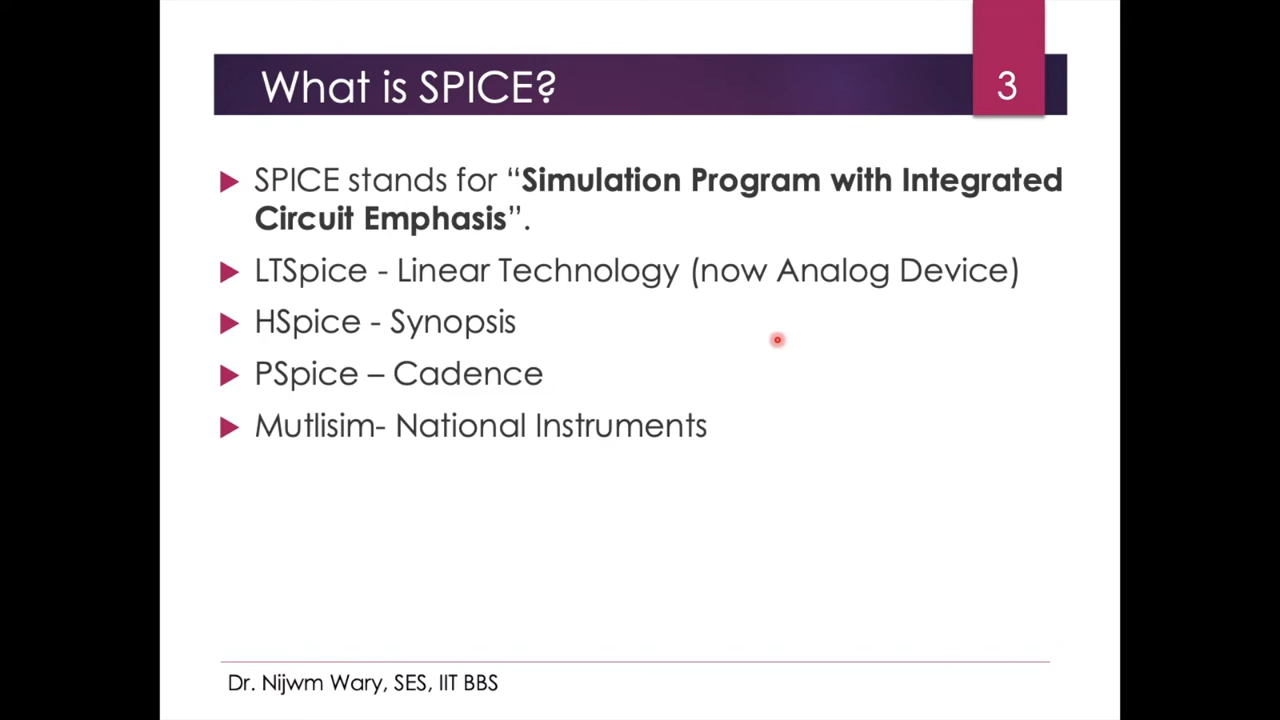 What is SPICE?
3
SPICE stands for “Simulation Program with Integrated
Circuit Emphasis”.
LTSpice - Linear Technology (now Analog Device)
HSpice - Synopsis
PSpice – Cadence
Mutlisim- National Instruments
Dr. Nijwm Wary, SES, IIT BBS